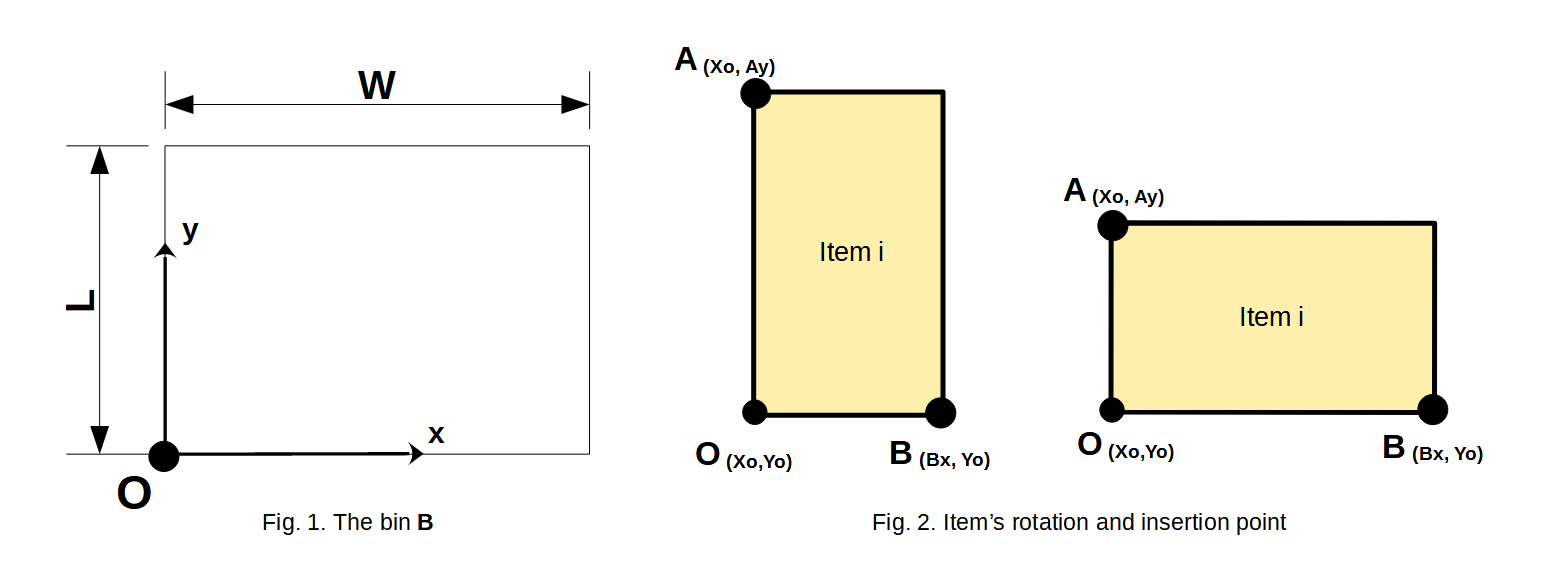 W
L
y
x
O
Fig. 1. The bin B
A (Xo, Ay)
Item i
O (Xo,Yo)
B (Bx, Yo)
A (Xo, Ay)
Item i
O (Xo,Yo)
B (Bx, Yo)
Fig. 2. Item’s rotation and insertion point